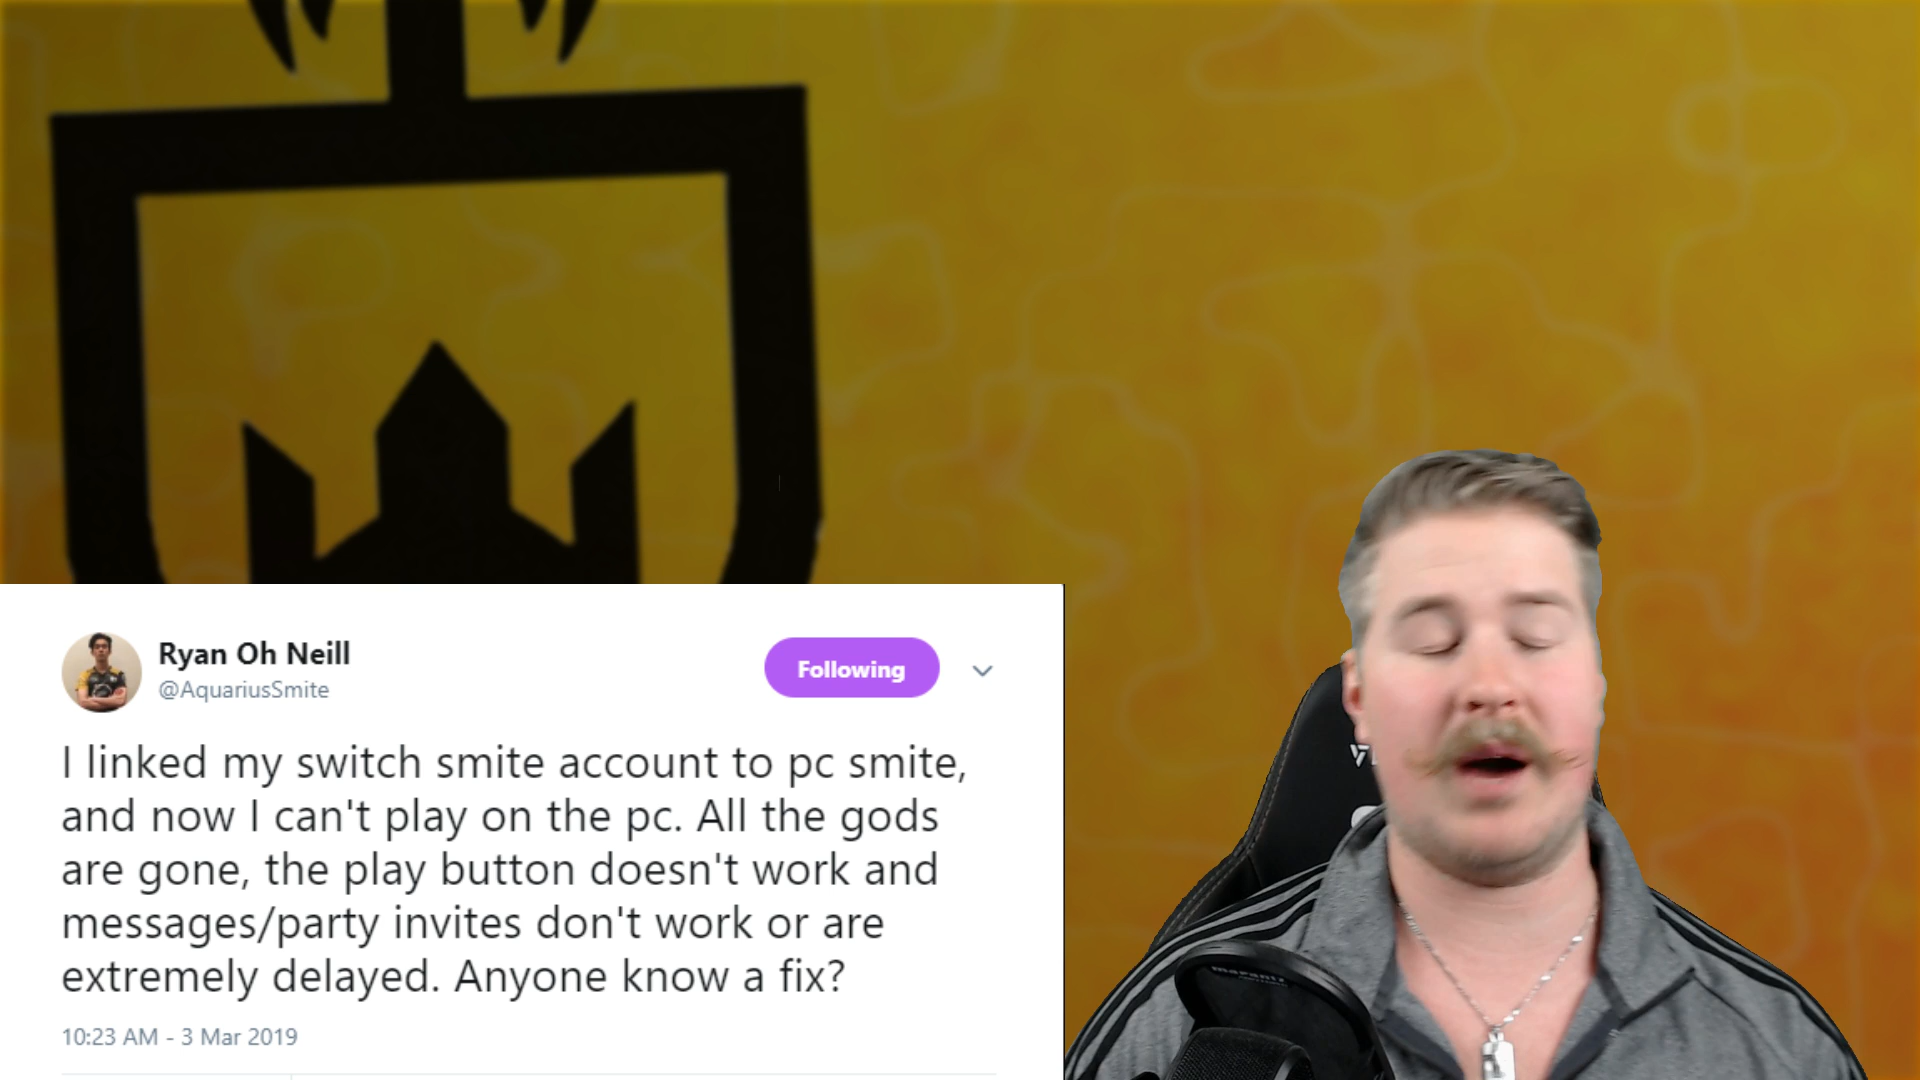 Ryan Oh Neill
@AquariusSmite
Following
I linked my switch smite account to pc smite,
and now I can't play on the pc. All the gods
are gone, the play button doesn't work and
messages/party invites don't work or are
extremely delayed. Anyone know a fix?
10:23 AM - 3 Mar 2019
marantz